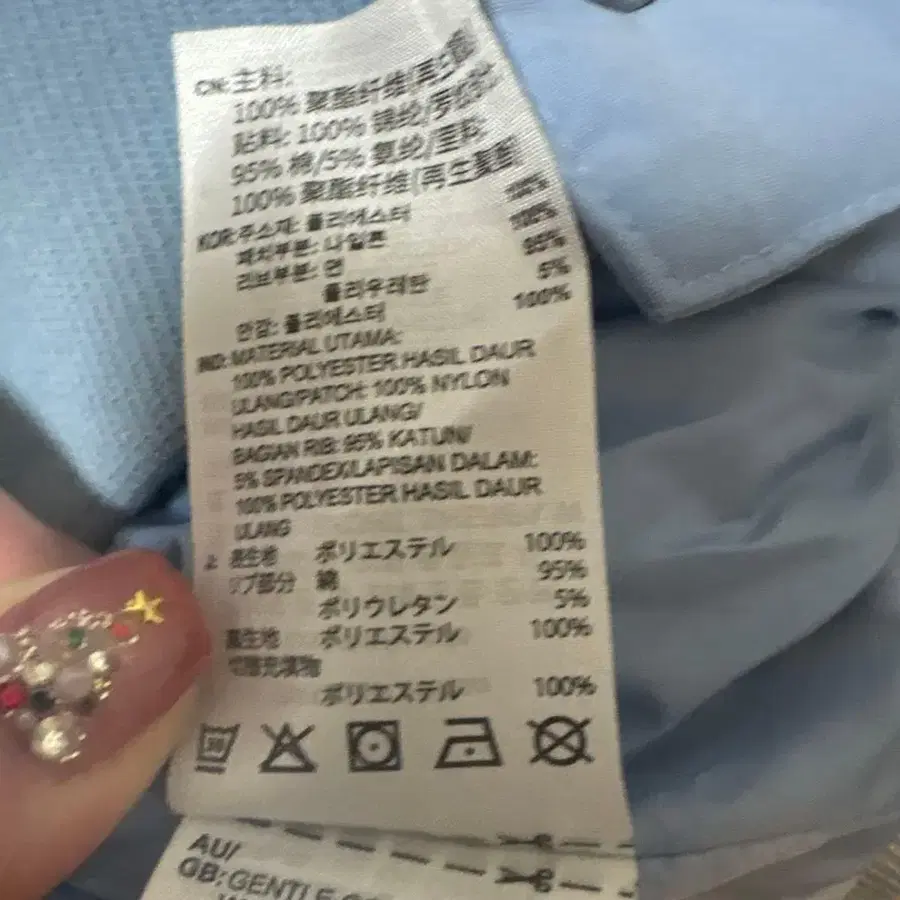 CN: 主料:
100% 聚酯纤维(再生
贴料: 100% 锦纶/
95% 棉/5% 氨纶/里料:
100% 聚酯纤维(再生聚酯
KOR: 주소재: 폴리에스터 100%
패치부분: 나일론 100%
리브부분: 면 95%
폴리우레탄 5%
안감: 폴리에스터 100%
IND: MATERIAL UTAMA:
100% POLYESTER HASIL DAUR
ULANG/PATCH: 100% NYLON
HASIL DAUR ULANG/
BAGIAN RIB: 95% KATUN/
5% SPANDEX/LAPISAN DALAM:
100% POLYESTER HASIL DAUR
ULANG
表生地 ポリエステル 100%
リブ部分 綿 95%
ポリウレタン 5%
裏生地 ポリエステル 100%
ポリエステル 100%
30
AU/
GB: GENTLE